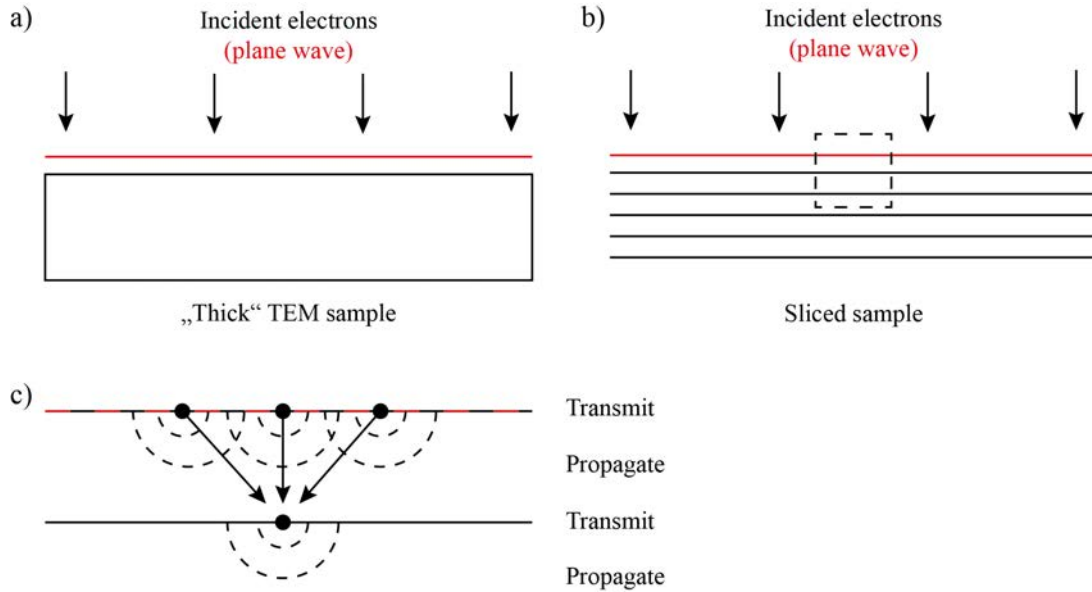 a)
Incident electrons
(plane wave)
„Thick“ TEM sample
b)
Incident electrons
(plane wave)
Sliced sample
c)
Transmit
Propagate
Transmit
Propagate